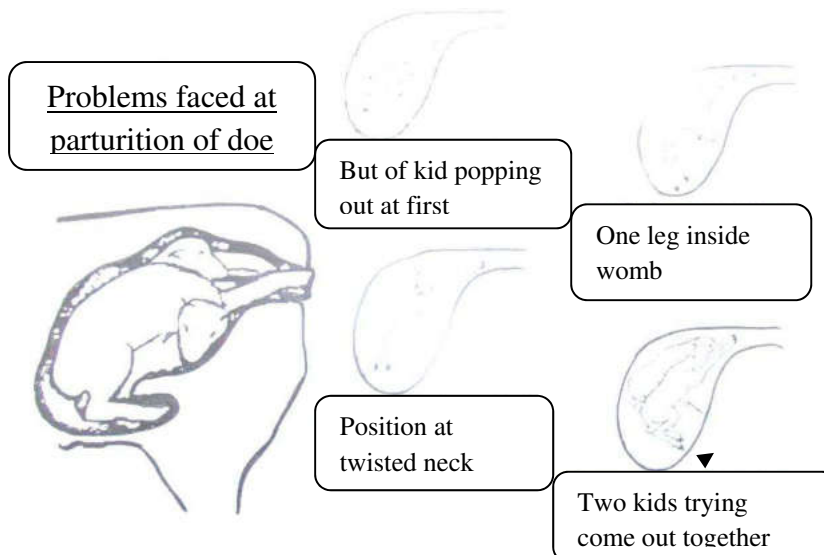 Problems faced at
parturition of doe
But of kid popping
out at first
One leg inside
womb
Position at
twisted neck
Two kids trying
come out together